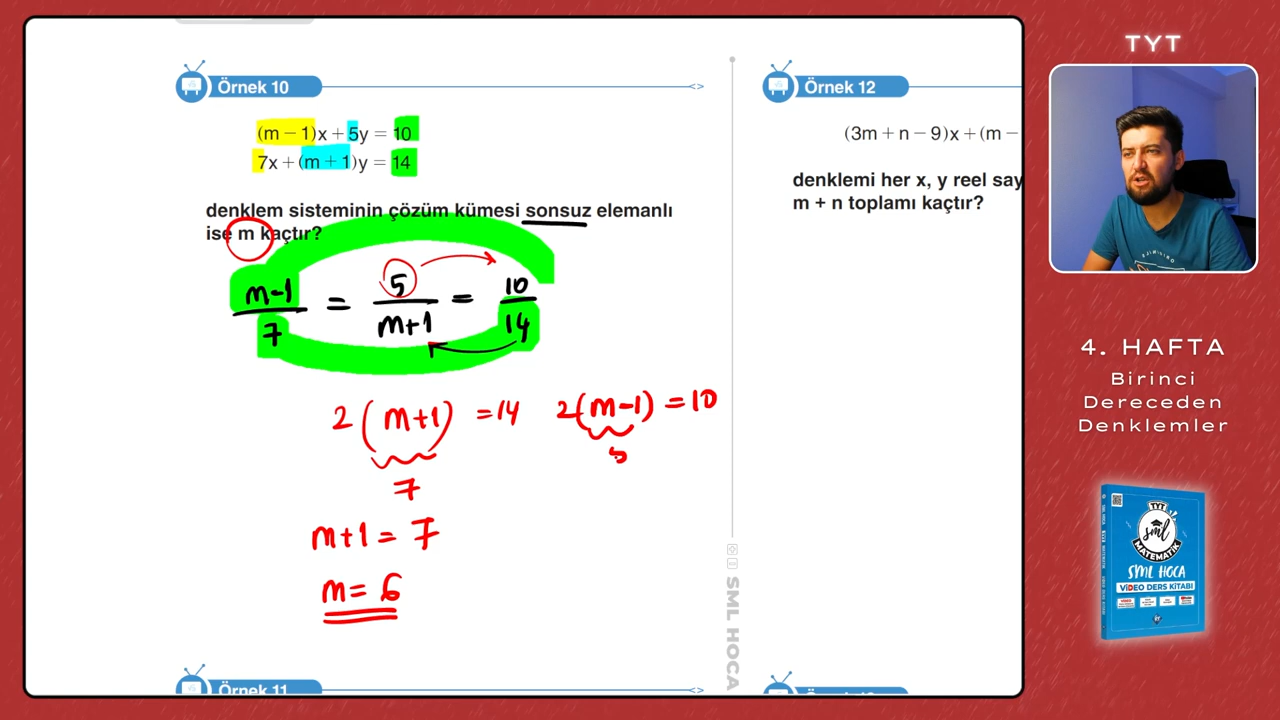 Örnek 10
(m − 1)x + 5y = 10
7x + (m + 1)y = 14
denklem sisteminin çözüm kümesi sonsuz elemanlı
ise m kaçtır?
m-1/7 = 5/m+1 = 10/14
2(m+1) = 14
7
m+1 = 7
m = 6
2(m-1) = 10
5
Örnek 11
SML HOCA
Örnek 12
(3m + n − 9)x + (m −
denklemi her x, y reel say
m + n toplamı kaçtır?
TYT
4. HAFTA
Birinci
Dereceden
Denklemler
TYT
sml
MATEMATİK
SML HOCA
VİDEO DERS KİTABI